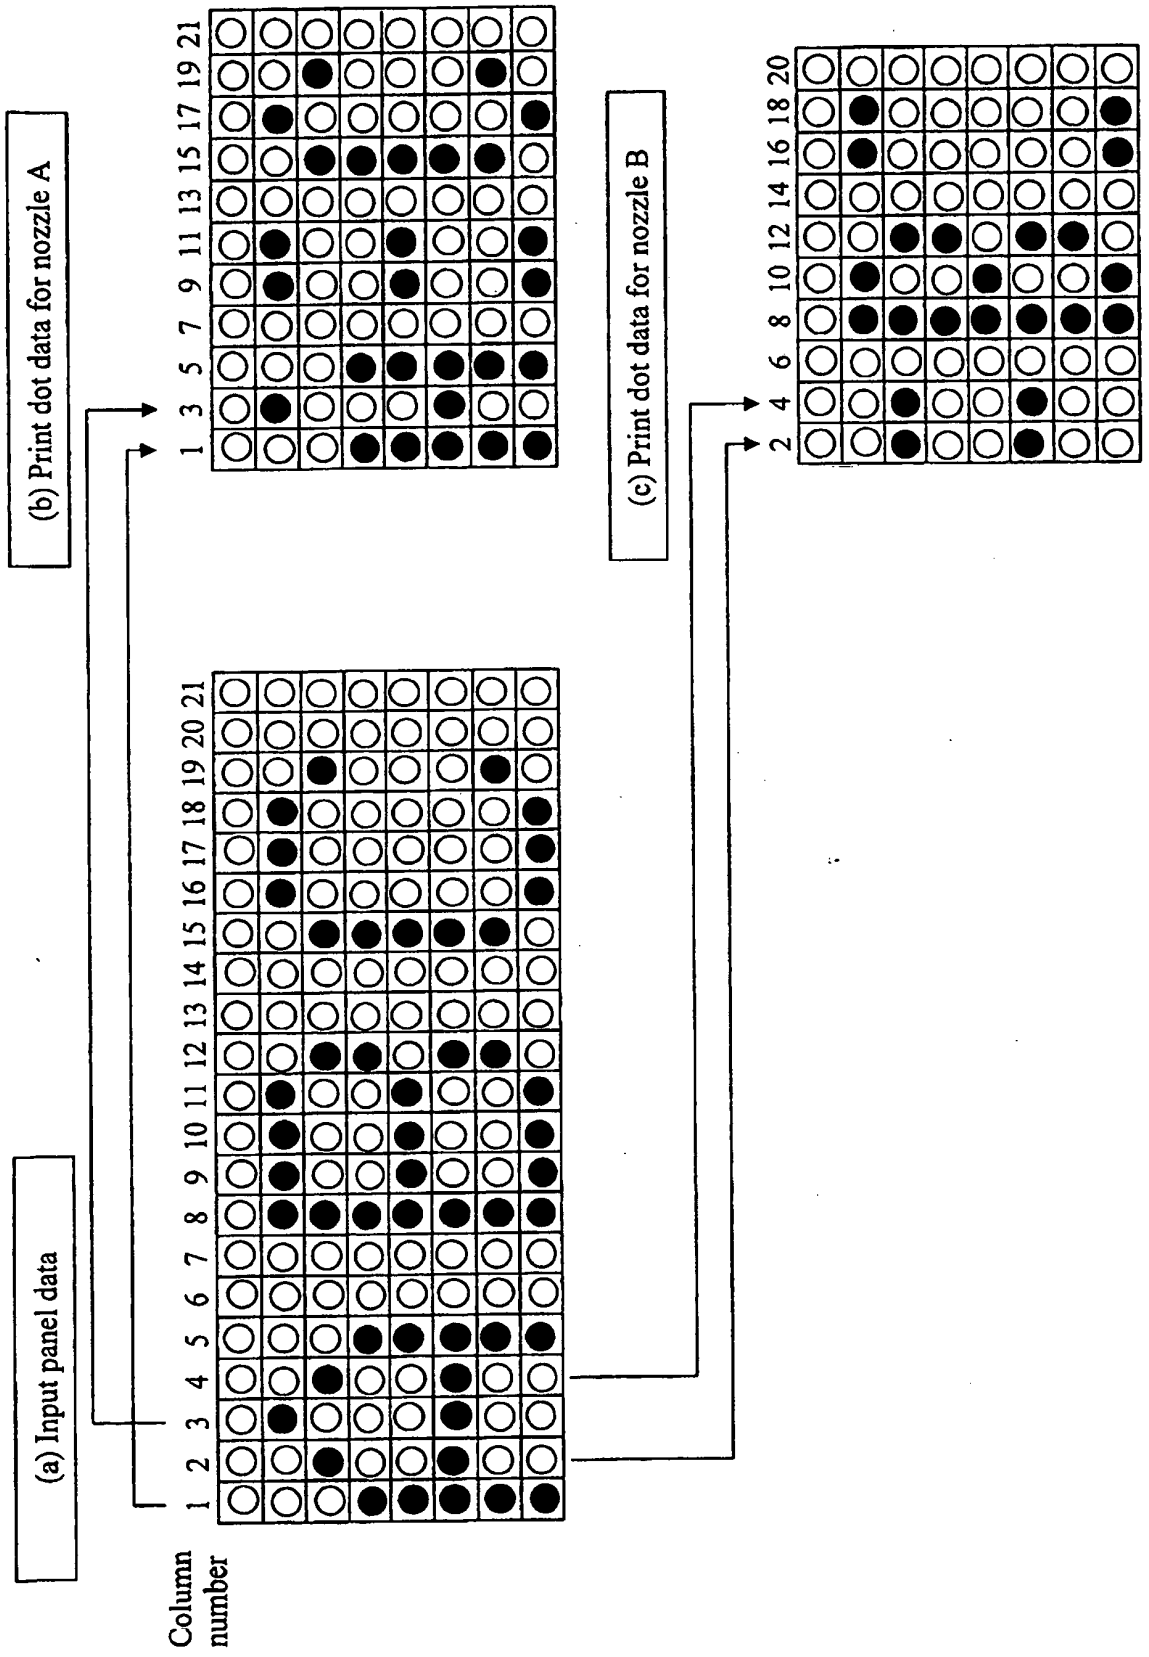 (a) Input panel data
Column
number
1 2 3 4 5 6 7 8 9 10 11 12 13 14 15 16 17 18 19 20 21
(b) Print dot data for nozzle A
1 3 5 7 9 11 13 15 17 19 21
(c) Print dot data for nozzle B
2 4 6 8 10 12 14 16 18 20